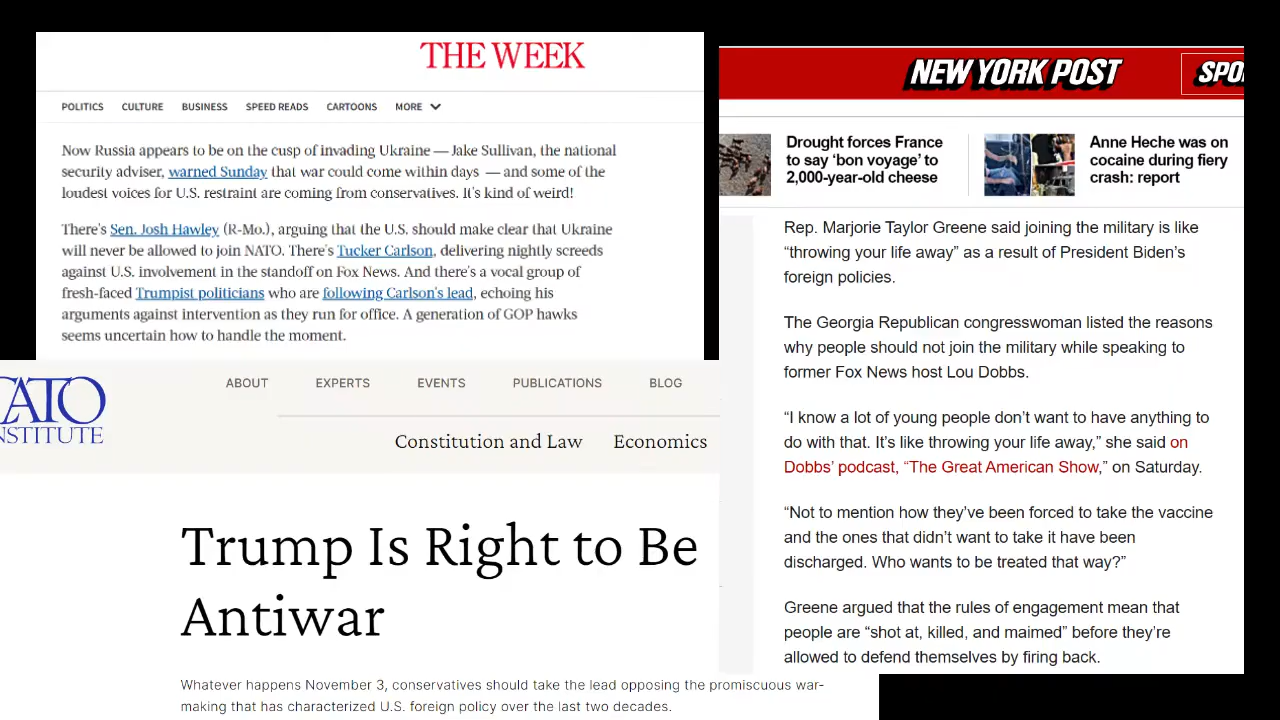 THE WEEK
POLITICS CULTURE BUSINESS SPEED READS CARTOONS MORE
Now Russia appears to be on the cusp of invading Ukraine — Jake Sullivan, the national
security adviser, warned Sunday that war could come within days — and some of the
loudest voices for U.S. restraint are coming from conservatives. It's kind of weird!
There's Sen. Josh Hawley (R-Mo.), arguing that the U.S. should make clear that Ukraine
will never be allowed to join NATO. There's Tucker Carlson, delivering nightly screeds
against U.S. involvement in the standoff on Fox News. And there's a vocal group of
fresh-faced Trumpist politicians who are following Carlson's lead, echoing his
arguments against intervention as they run for office. A generation of GOP hawks
seems uncertain how to handle the moment.
NEW YORK POST
SPO
Drought forces France
to say ‘bon voyage’ to
2,000-year-old cheese
Anne Heche was on
cocaine during fiery
crash: report
Rep. Marjorie Taylor Greene said joining the military is like
“throwing your life away” as a result of President Biden’s
foreign policies.
The Georgia Republican congresswoman listed the reasons
why people should not join the military while speaking to
former Fox News host Lou Dobbs.
“I know a lot of young people don’t want to have anything to
do with that. It’s like throwing your life away,” she said on
Dobbs’ podcast, “The Great American Show,” on Saturday.
“Not to mention how they’ve been forced to take the vaccine
and the ones that didn’t want to take it have been
discharged. Who wants to be treated that way?”
Greene argued that the rules of engagement mean that
people are “shot at, killed, and maimed” before they’re
allowed to defend themselves by firing back.
CATO
INSTITUTE
ABOUT EXPERTS EVENTS PUBLICATIONS BLOG
Constitution and Law Economics
Trump Is Right to Be
Antiwar
Whatever happens November 3, conservatives should take the lead opposing the promiscuous war-
making that has characterized U.S. foreign policy over the last two decades.